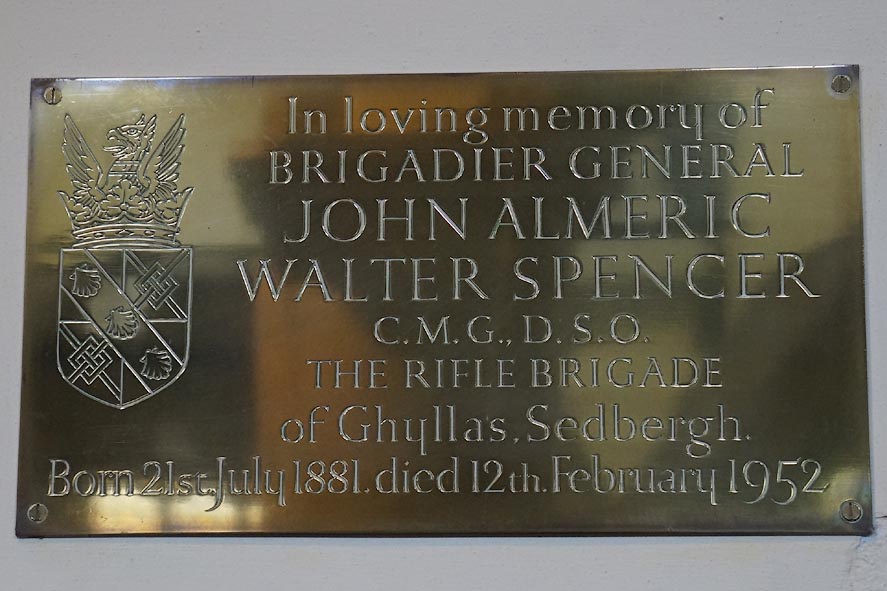 In loving memory of
BRIGADIER GENERAL
JOHN ALMERIC
WALTER SPENCER
C.M.G., D.S.O.
THE RIFLE BRIGADE
of Ghyllas, Sedbergh.
Born 21st. July 1881. died 12th. February 1952